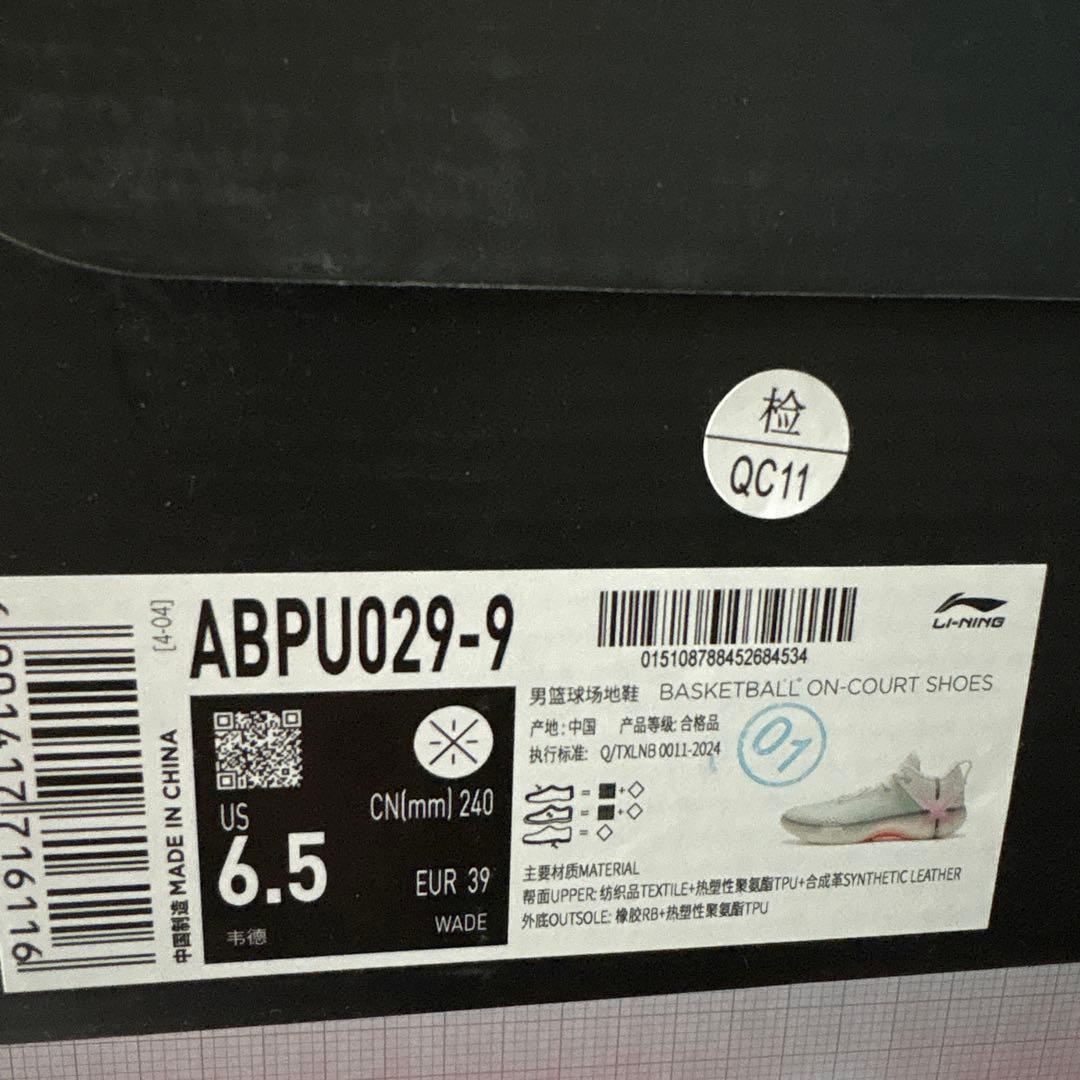 检
QC11
[4-04]
ABPU029-9
015108788452684534
LI-NING
男篮球场地鞋 BASKETBALL ON-COURT SHOES
产地:中国 产品等级:合格品
执行标准: Q/TXLNB 0011-2024
01
中国制造 MADE IN CHINA
US
6.5
CN(mm) 240
EUR 39
韦德
WADE
主要材质MATERIAL
帮面UPPER: 纺织品TEXTILE+热塑性聚氨酯TPU+合成革SYNTHETIC LEATHER
外底OUTSOLE: 橡胶RB+热塑性聚氨酯TPU